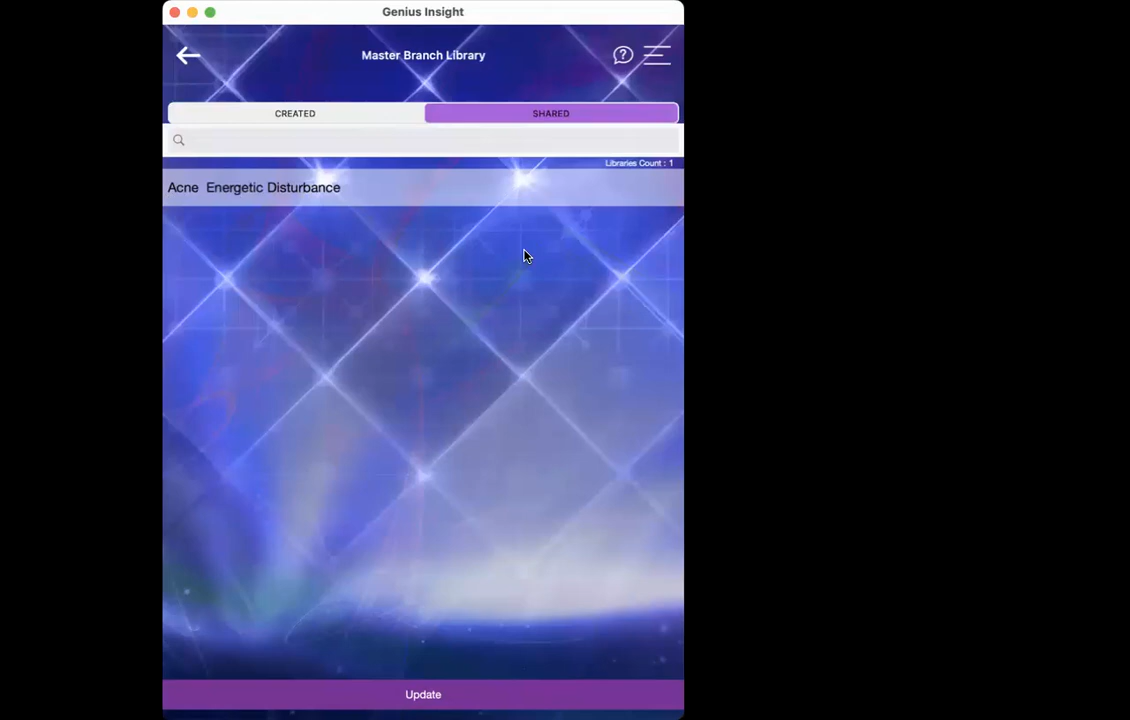 Genius Insight
Master Branch Library
CREATED
SHARED
Libraries Count : 1
Acne  Energetic Disturbance
Update